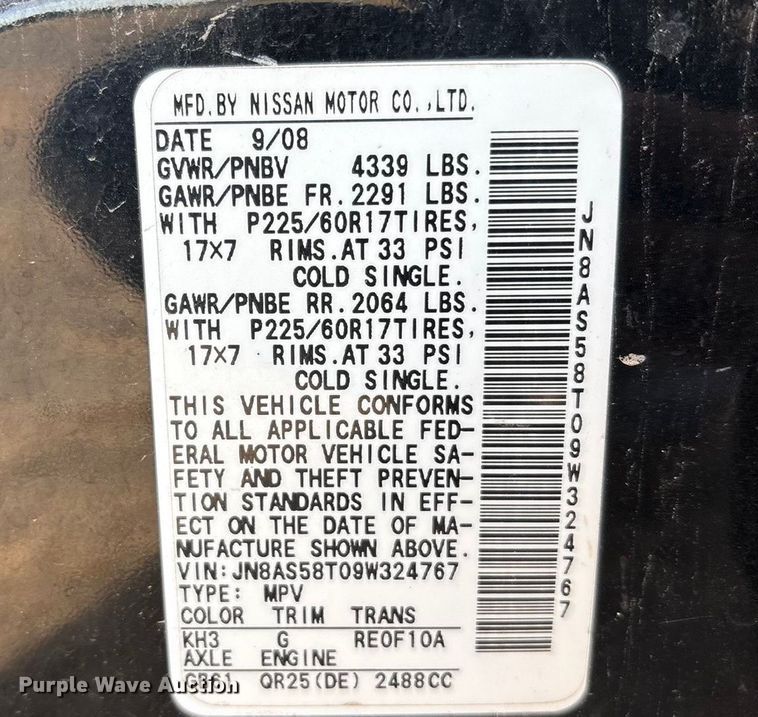 MFD.BY NISSAN MOTOR CO.,LTD.
DATE 9/08
GVWR/PNBV 4339 LBS.
GAWR/PNBE FR.2291 LBS.
WITH P225/60R17TIRES,
17×7 RIMS.AT 33 PSI
COLD SINGLE.
GAWR/PNBE RR.2064 LBS.
WITH P225/60R17TIRES,
17×7 RIMS.AT 33 PSI
COLD SINGLE.
THIS VEHICLE CONFORMS
TO ALL APPLICABLE FED-
ERAL MOTOR VEHICLE SA-
FETY AND THEFT PREVEN-
TION STANDARDS IN EFF-
ECT ON THE DATE OF MA-
NUFACTURE SHOWN ABOVE.
VIN:JN8AS58T09W324767
TYPE: MPV
COLOR TRIM TRANS
KH3 G RE0F10A
AXLE ENGINE
QR25(DE) 2488CC
JN8AS58T09W324767
Purple Wave Auction